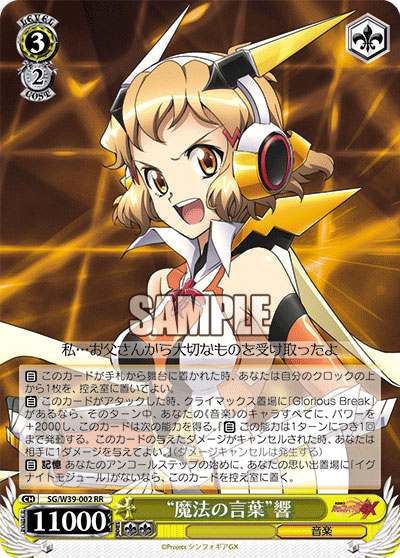 LEVEL
3
2
COST
SAMPLE
私…お父さんから大切なものを受け取ったよ
自 このカードが手札から舞台に置かれた時、あなたは自分のクロックの上から1枚を、控え室に置いてよい。
自 このカードがアタックした時、クライマックス置場に「Glorious Break」があるなら、そのターン中、あなたの《音楽》のキャラすべてに、パワーを+2000し、このカードは次の能力を得る。『自 この能力は1ターンにつき1回まで発動する。このカードの与えたダメージがキャンセルされた時、あなたは相手に1ダメージを与えてよい。』(ダメージキャンセルは発生する)
自 記憶 あなたのアンコールステップの始めに、あなたの思い出置場に「イグナイトモジュール」があるなら、あなたはこのカードを
CH SG/W39-002 RR
11000
“魔法の言葉”響
音楽
©Project シンフォギアGX